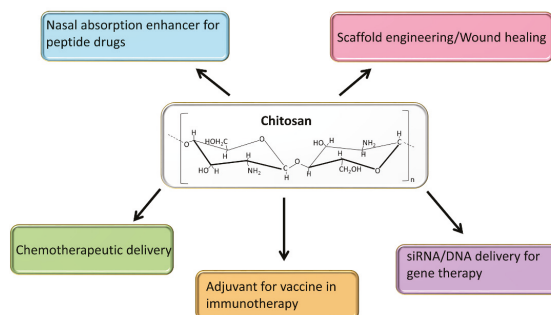 Nasal absorption enhancer for
peptide drugs
Scaffold engineering/Wound healing
Chitosan
H
HOH₂C
O
H
O
H
H
HO
H
NH₂
C
H
O
H
HO
H
NH₂
H
CH₂OH
O
C
H
O
n
Chemotherapeutic delivery
Adjuvant for vaccine in
immunotherapy
siRNA/DNA delivery for
gene therapy